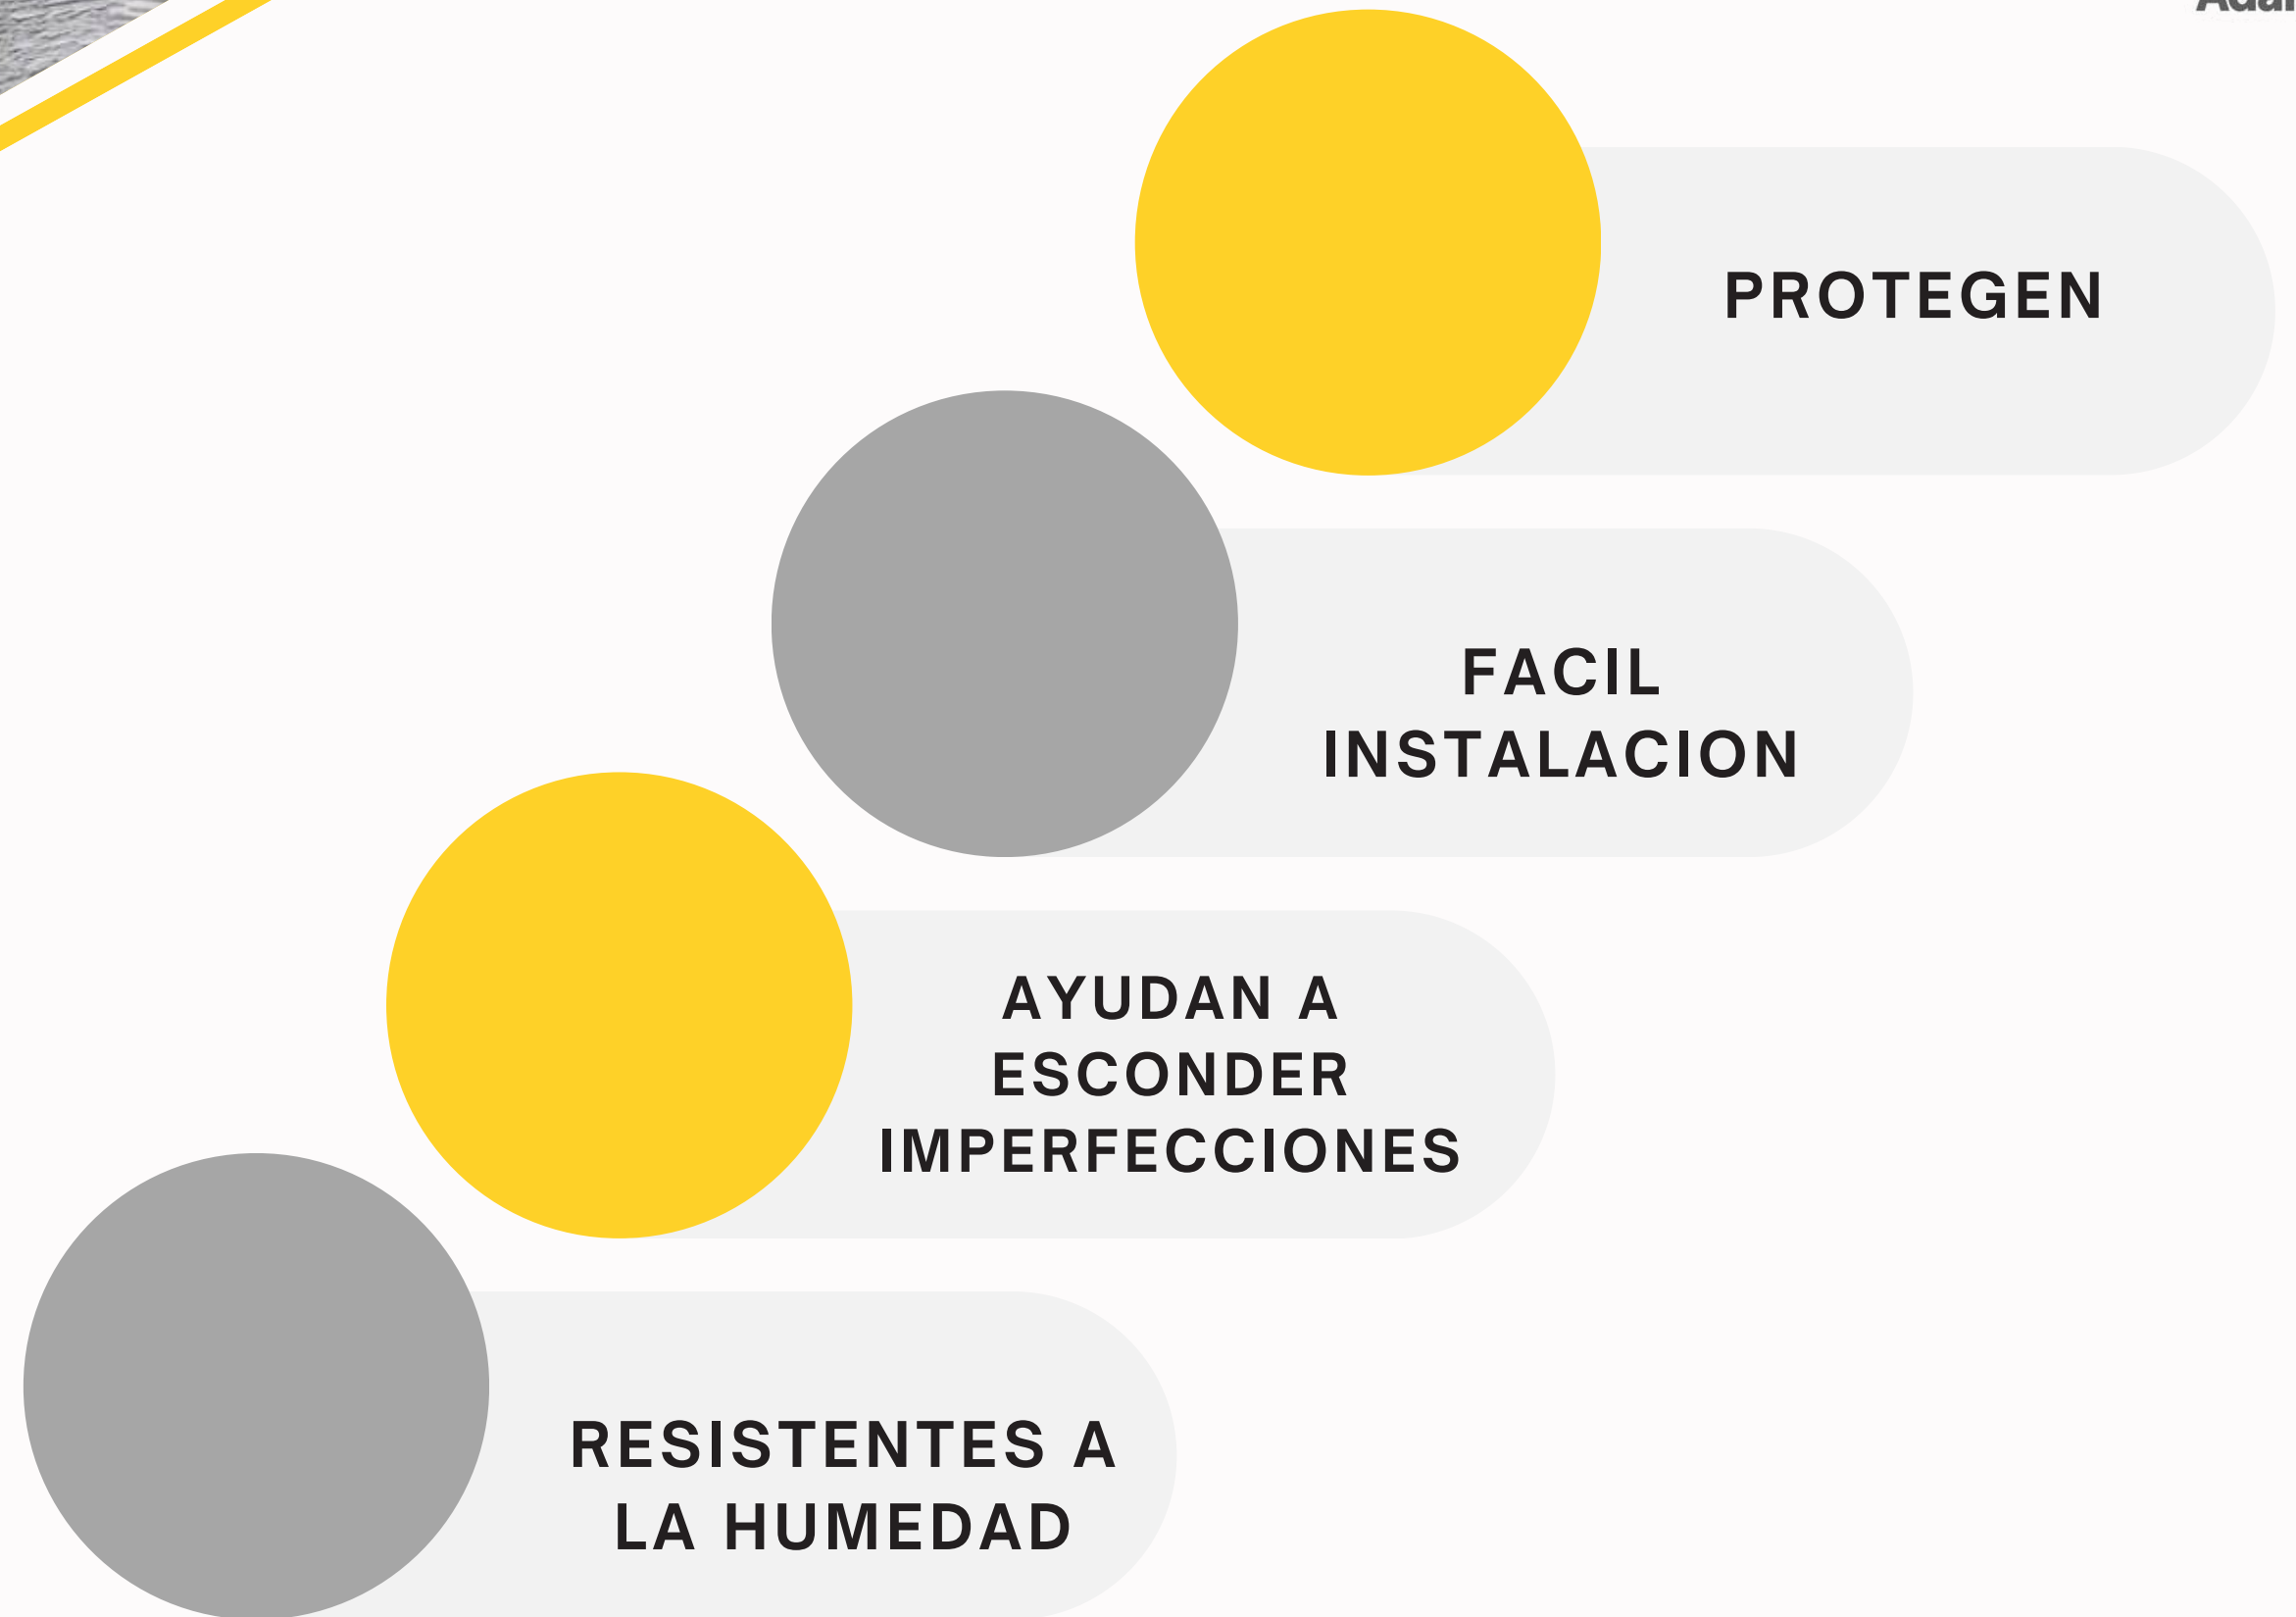 PROTEGEN
FACIL
INSTALACION
AYUDAN A
ESCONDER
IMPERFECCIONES
RESISTENTES A
LA HUMEDAD